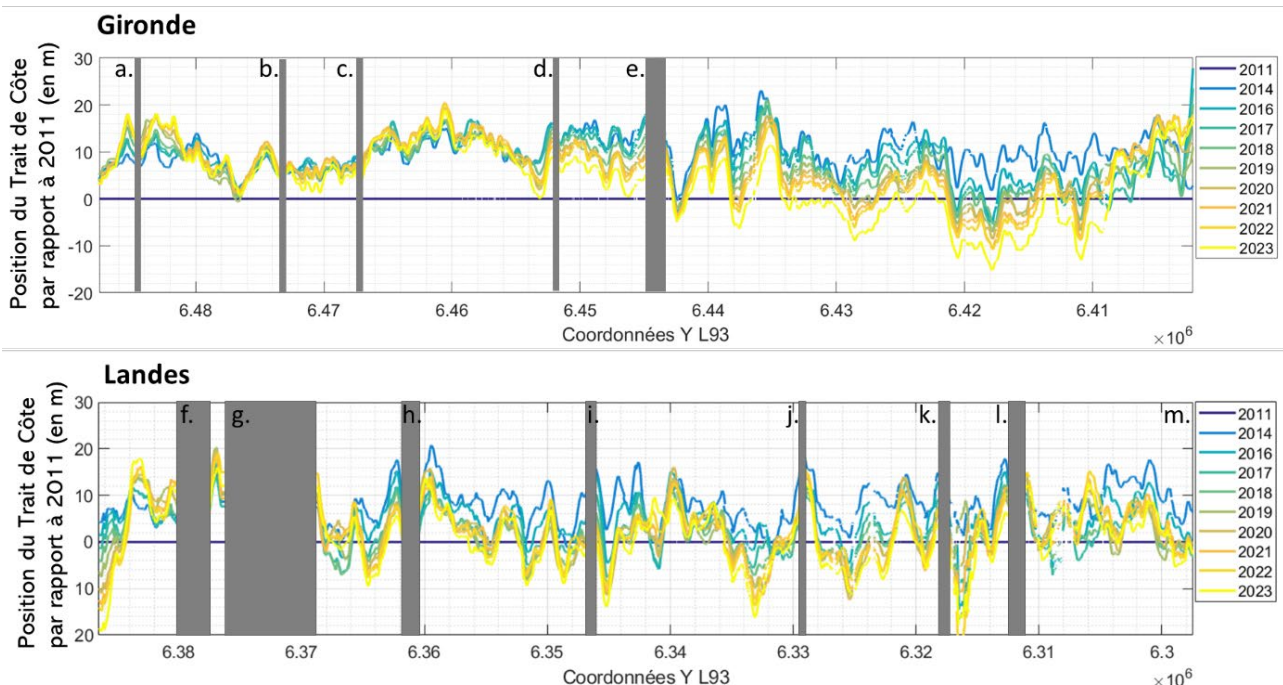 Gironde
Position du Trait de Côte
par rapport à 2011 (en m)
30
20
10
0
-10
-20
a.
b.
c.
d.
e.
6.48
6.47
6.46
6.45
6.44
6.43
6.42
6.41
Coordonnées Y L93
×10⁶
2011
2014
2016
2017
2018
2019
2020
2021
2022
2023
Landes
Position du Trait de Côte
par rapport à 2011 (en m)
30
20
10
0
10
20
f.
g.
h.
i.
j.
k.
l.
m.
6.38
6.37
6.36
6.35
6.34
6.33
6.32
6.31
6.3
Coordonnées Y L93
×10⁶
2011
2014
2016
2017
2018
2019
2020
2021
2022
2023